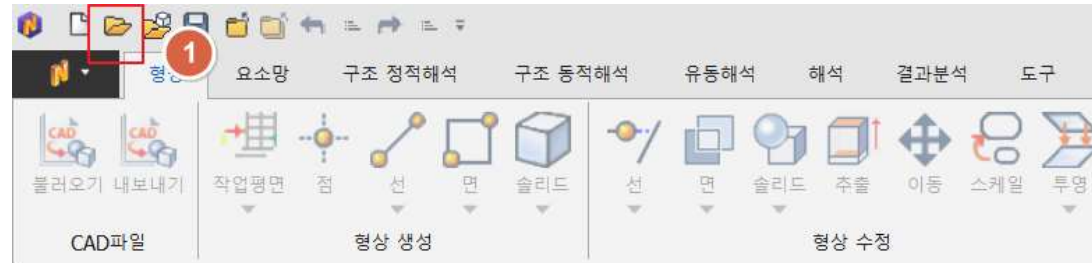 1
형상 요소망 구조 정적해석 구조 동적해석 유동해석 해석 결과분석 도구
CAD CAD
불러오기 내보내기 작업평면 점 선 면 솔리드 선 면 솔리드 추출 이동 스케일 투영
CAD파일 형상 생성 형상 수정